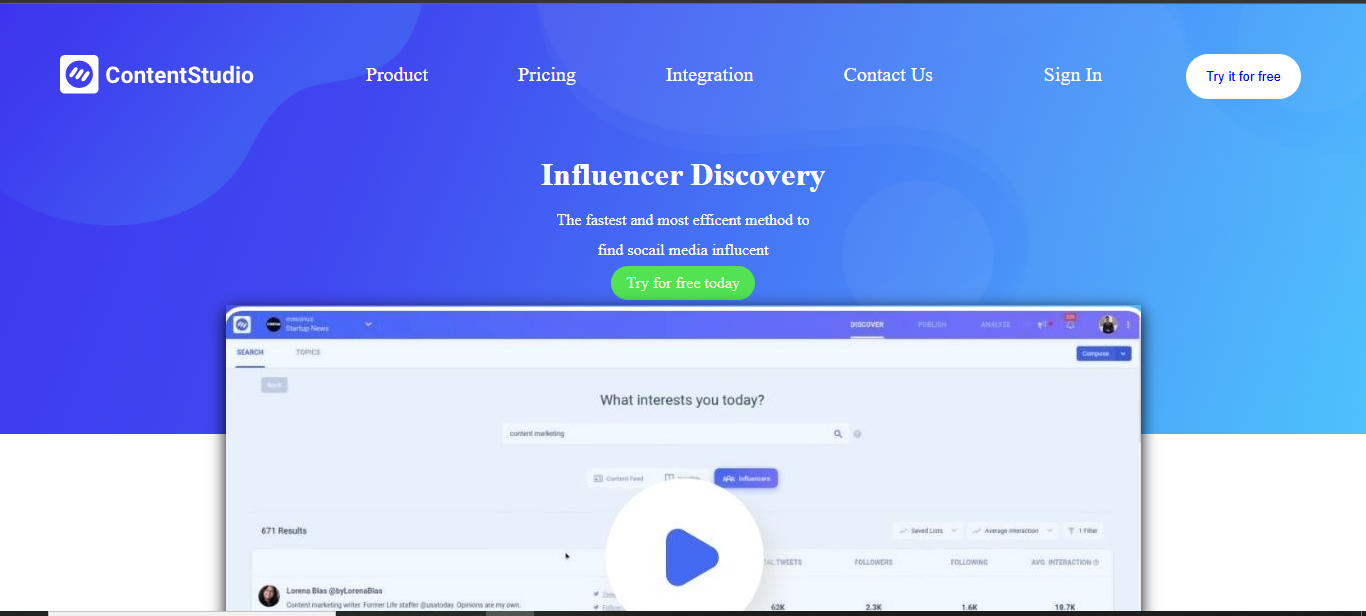 ContentStudio
Product
Pricing
Integration
Contact Us
Sign In
Try it for free
Influencer Discovery
The fastest and most efficent method to
find socail media influcent
Try for free today
Startup News
DISCOVER
PUBLISH
ANALYZE
SEARCH
TOPICS
Compose
Back
What interests you today?
content marketing
Content Feed
Influencers
671 Results
Saved Lists
Average Interaction
1 Filter
TWEETS
FOLLOWERS
FOLLOWING
AVG. INTERACTION
Lorena Blas @byLorenaBlas
Content marketing writer. Former Life staffer @usatoday. Opinions are my own.
62K
2.3K
1.6K
10.7K